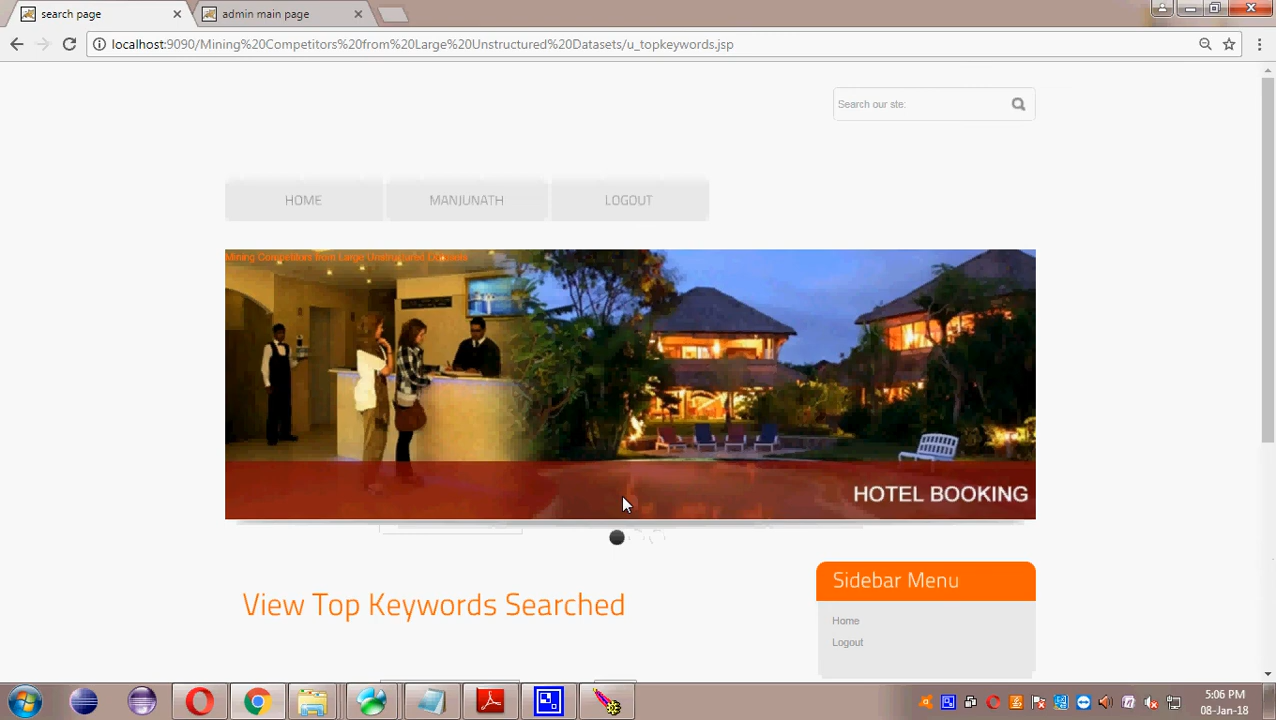 search page
admin main page
localhost:9090/Mining%20Competitors%20from%20Large%20Unstructured%20Datasets/u_topkeywords.jsp
Search our ste:
HOME
MANJUNATH
LOGOUT
Mining Competitors from Large Unstructured Datasets
HOTEL BOOKING
View Top Keywords Searched
Sidebar Menu
Home
Logout
5:06 PM
08-Jan-18